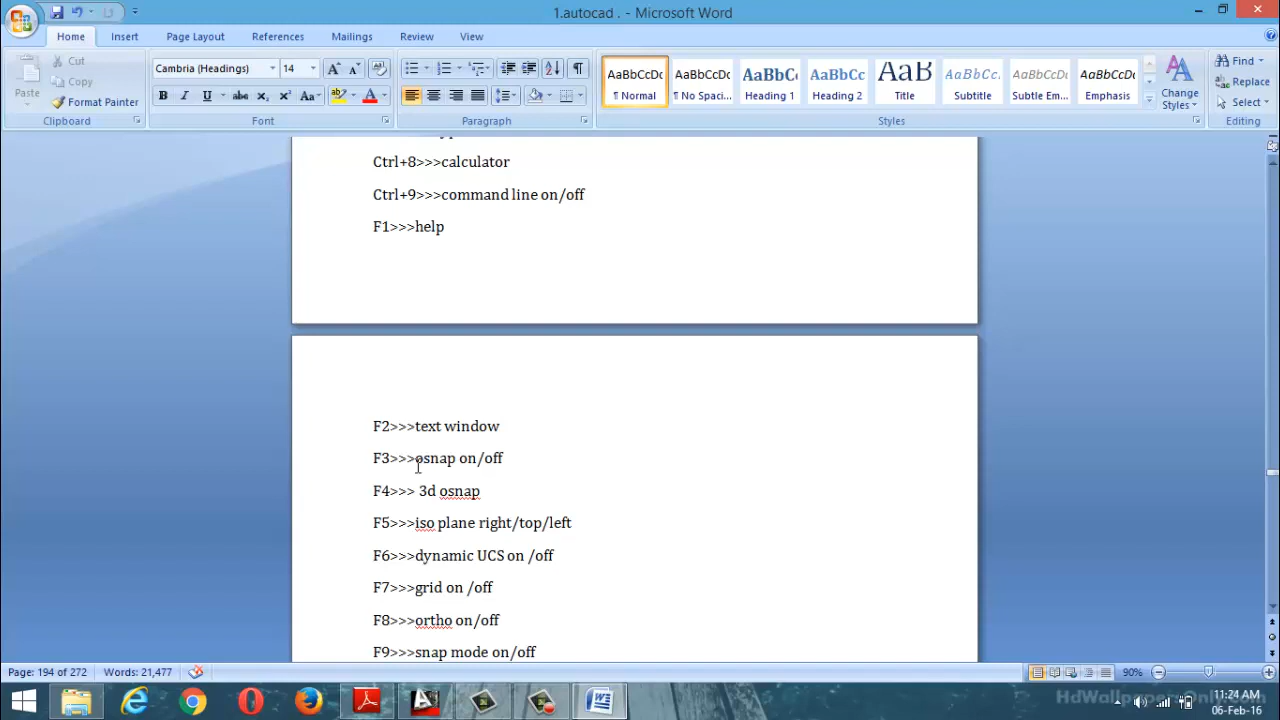 1.autocad . - Microsoft Word
Home Insert Page Layout References Mailings Review View
Paste
Cut
Copy
Format Painter
Clipboard
Cambria (Headings) 14
B I U abc x₂ x² Aa
Font
Paragraph
AaBbCcDc ¶ Normal
AaBbCcDc ¶ No Spaci...
AaBbC Heading 1
AaBbCc Heading 2
AaB Title
AaBbCc. Subtitle
AaBbCcDc Subtle Em...
AaBbCcDc Emphasis
Change Styles
Styles
Find
Replace
Select
Editing
Ctrl+8>>>calculator
Ctrl+9>>>command line on/off
F1>>>help
F2>>>text window
F3>>>osnap on/off
F4>>> 3d osnap
F5>>>iso plane right/top/left
F6>>>dynamic UCS on /off
F7>>>grid on /off
F8>>>ortho on/off
F9>>>snap mode on/off
Page: 194 of 272 Words: 21,477 90%
11:24 AM
06-Feb-16